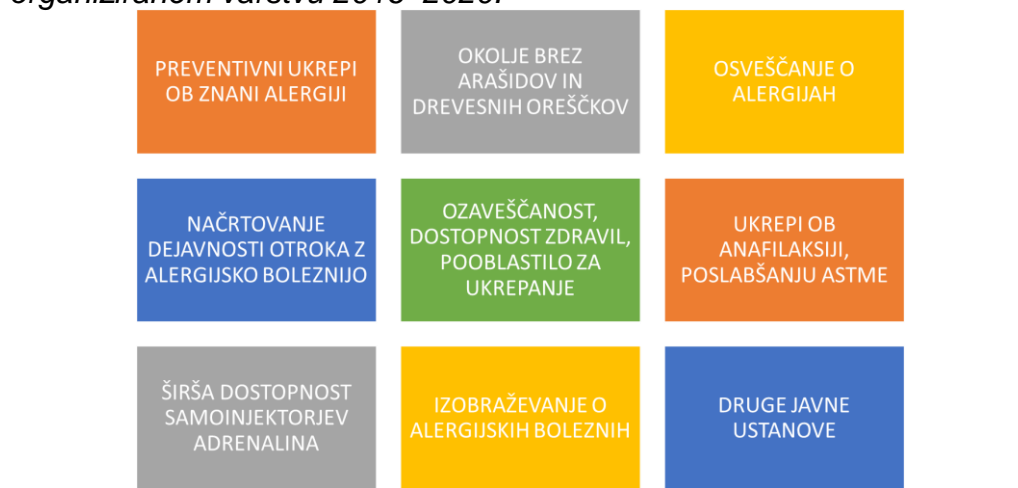 organiziranom varstvu
PREVENTIVNI UKREPI
OB ZNANI ALERGIJI
OKOLJE BREZ
ARAŠIDOV IN
DREVESNIH OREŠČKOV
OSVEŠČANJE O
ALERGIJAH
NAČRTOVANJE
DEJAVNOSTI OTROKA Z
ALERGIJSKO BOLEZNIJO
OZAVEŠČANOST,
DOSTOPNOST ZDRAVIL,
POOBLASTILO ZA
UKREPANJE
UKREPI OB
ANAFILAKSIJI,
POSLABŠANJU ASTME
ŠIRŠA DOSTOPNOST
SAMOINJEKTORJEV
ADRENALINA
IZOBRAŽEVANJE O
ALERGIJSKIH BOLEZNIH
DRUGE JAVNE
USTANOVE